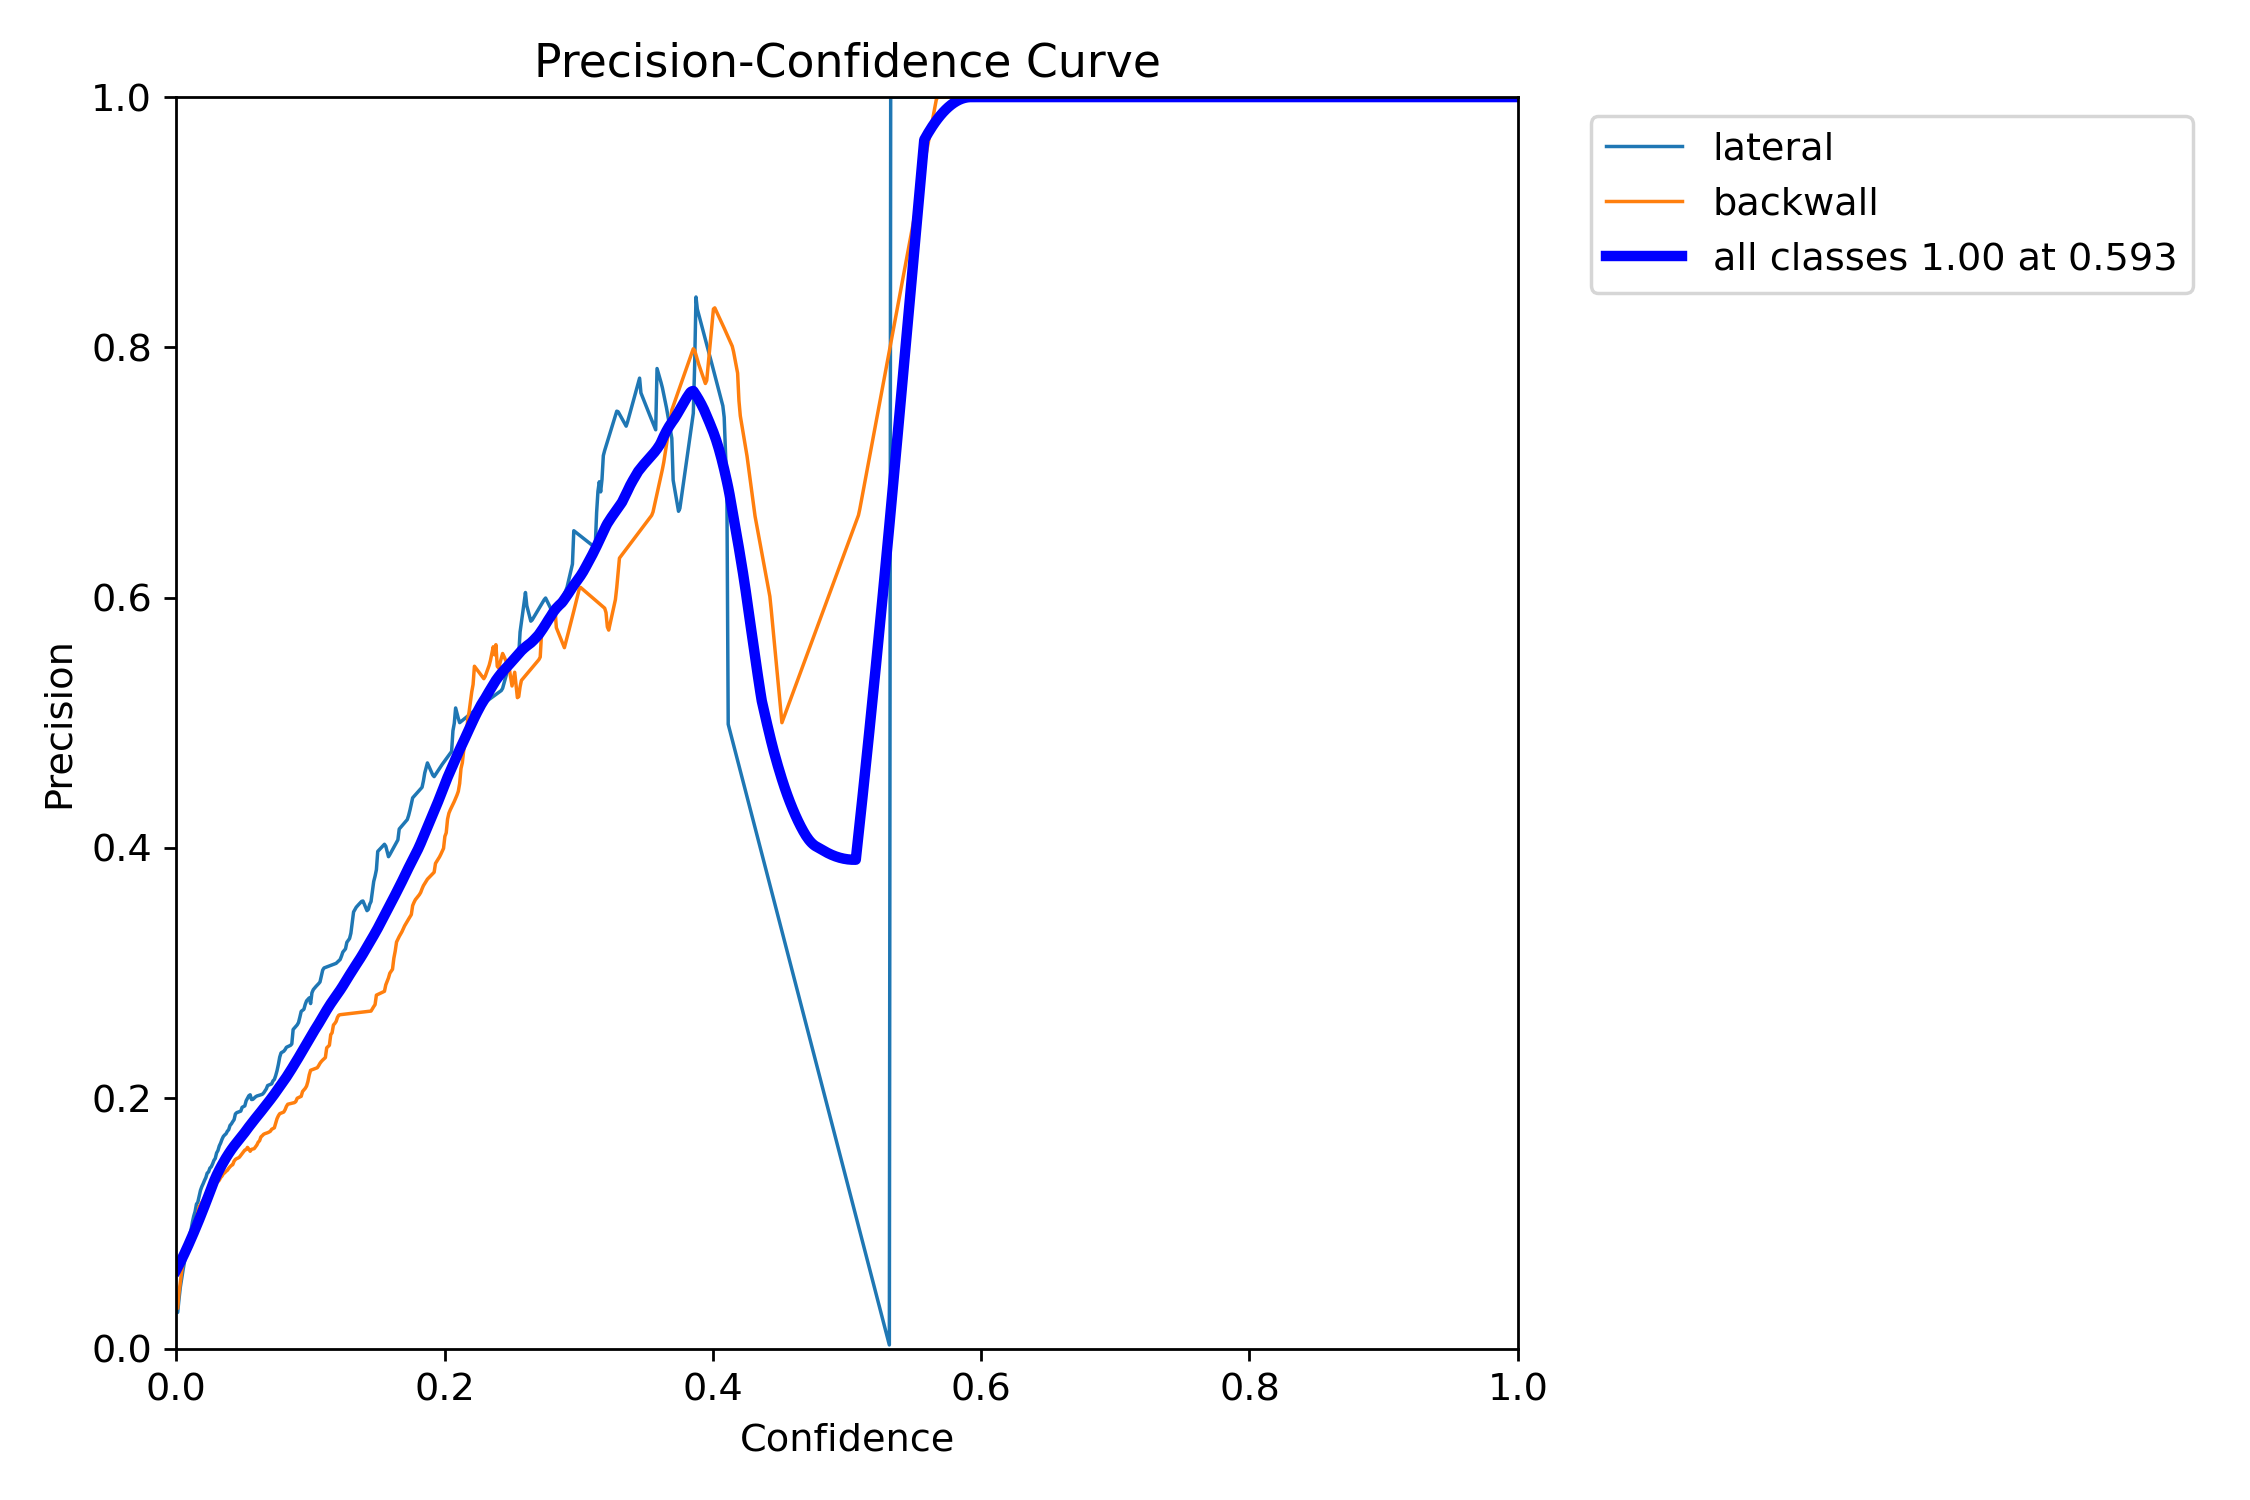 Precision-Confidence Curve
1.0
0.8
0.6
0.4
0.2
0.0
Precision
0.0 0.2 0.4 0.6 0.8 1.0
Confidence
lateral
backwall
all classes 1.00 at 0.593